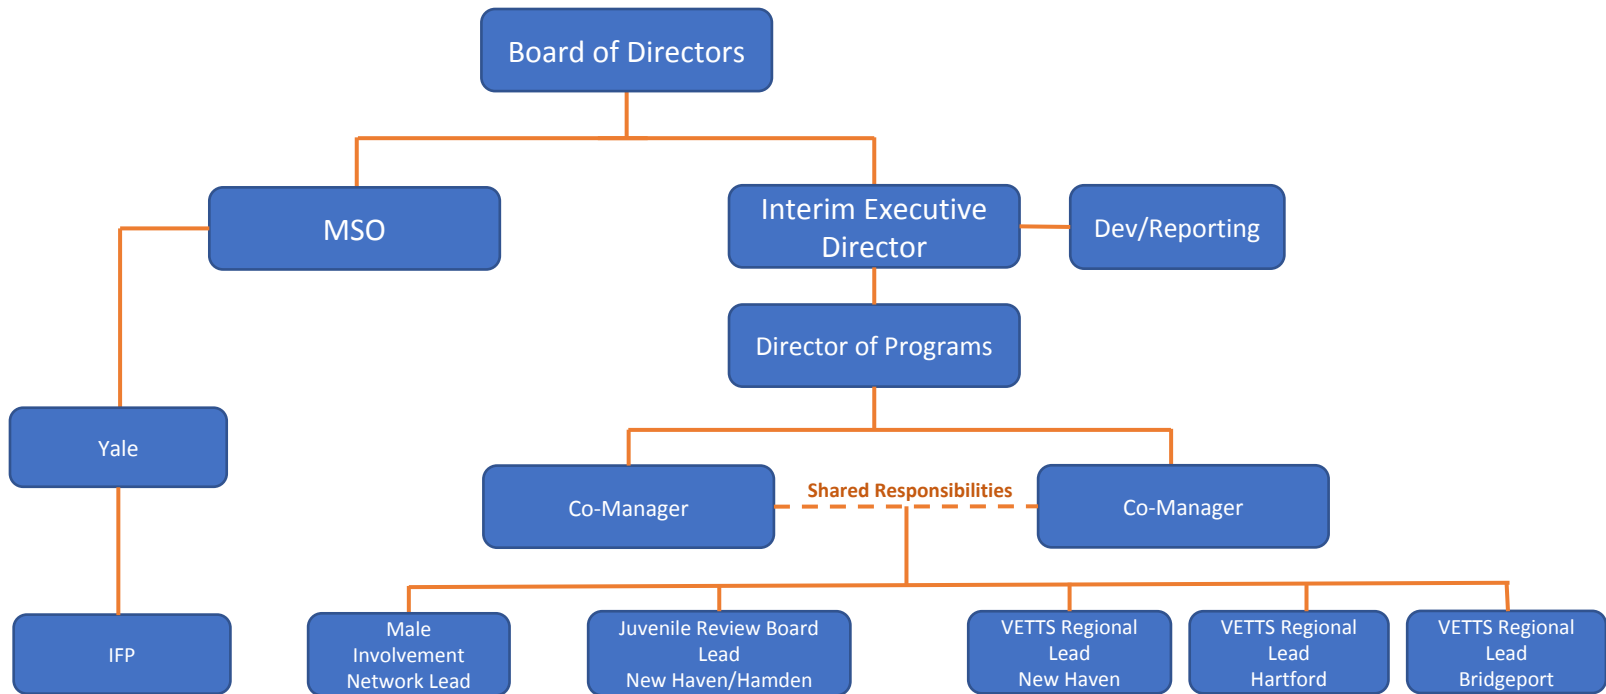 Board of Directors
MSO
Interim Executive
Director
Dev/Reporting
Director of Programs
Yale
Co-Manager
Shared Responsibilities
Co-Manager
IFP
Male
Involvement
Network Lead
Juvenile Review Board
Lead
New Haven/Hamden
VETTS Regional
Lead
New Haven
VETTS Regional
Lead
Hartford
VETTS Regional
Lead
Bridgeport